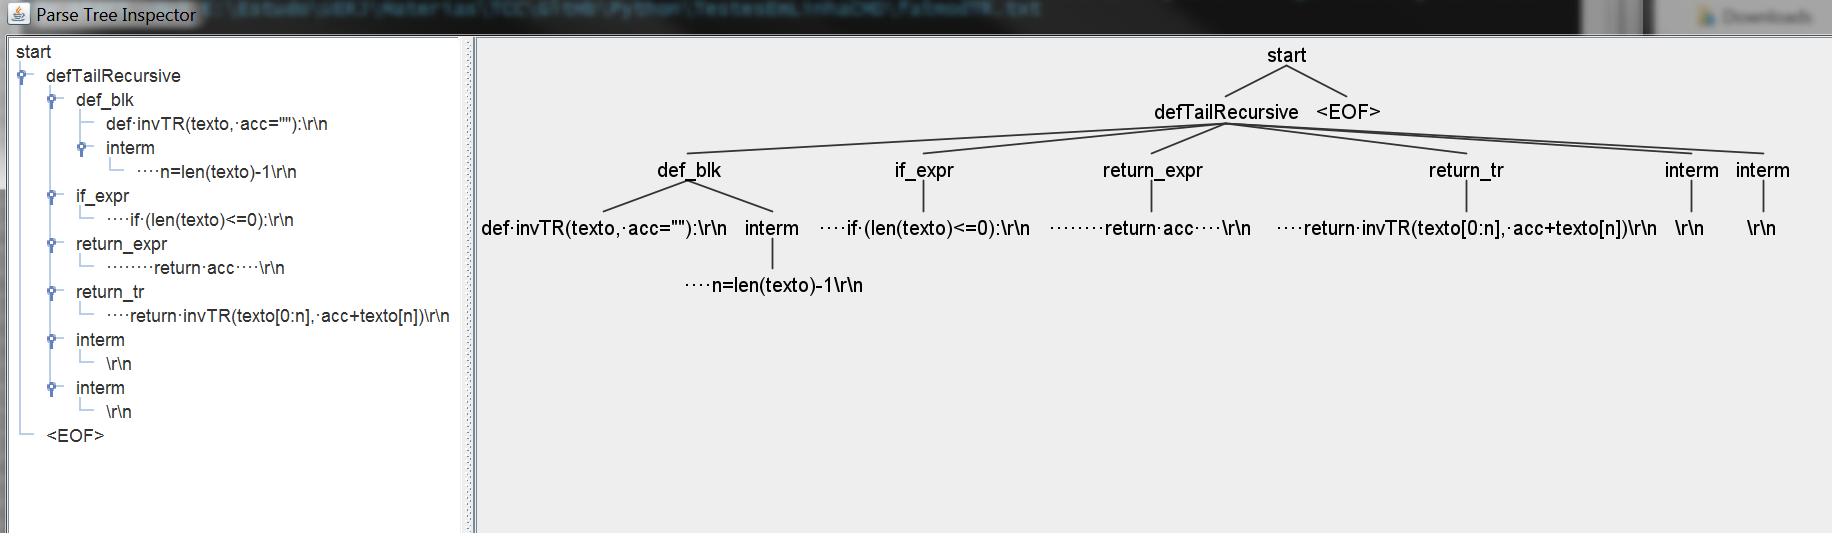 Parse Tree Inspector
Downloads
start
defTailRecursive
def_blk
def·invTR(texto,·acc=""):\r\n
interm
····n=len(texto)-1\r\n
if_expr
····if·(len(texto)<=0):\r\n
return_expr
········return·acc····\r\n
return_tr
····return·invTR(texto[0:n],·acc+texto[n])\r\n
interm
\r\n
interm
\r\n
<EOF>
start
defTailRecursive <EOF>
def_blk if_expr return_expr return_tr interm interm
def·invTR(texto,·acc=""):\r\n interm ····if·(len(texto)<=0):\r\n ········return·acc····\r\n ····return·invTR(texto[0:n],·acc+texto[n])\r\n \r\n \r\n
····n=len(texto)-1\r\n